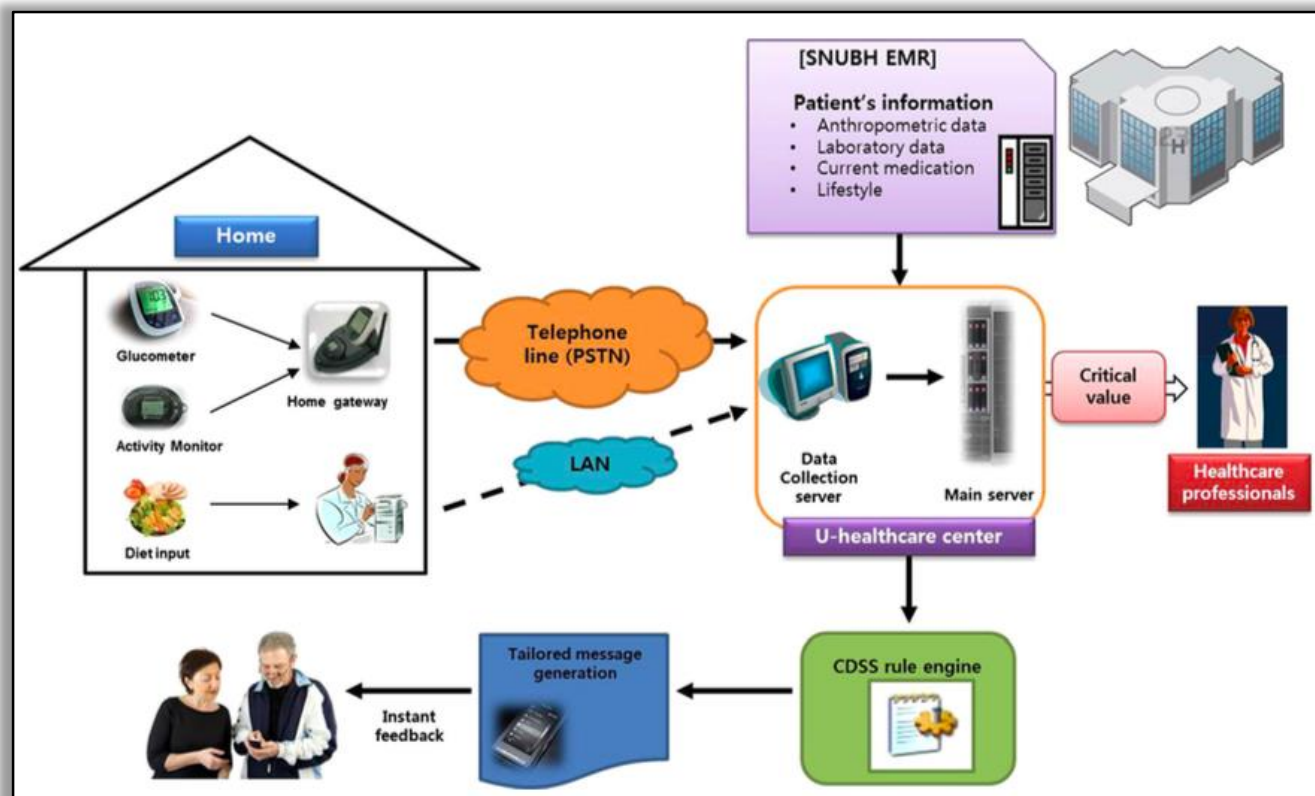 [SNUBH EMR]
Patient's information
• Anthropometric data
• Laboratory data
• Current medication
• Lifestyle
H
Home
Glucometer
Home gateway
Activity Monitor
Diet input
Telephone
line (PSTN)
LAN
Data
Collection
server
Main server
U-healthcare center
Critical
value
Healthcare
professionals
CDSS rule engine
Tailored message
generation
Instant
feedback